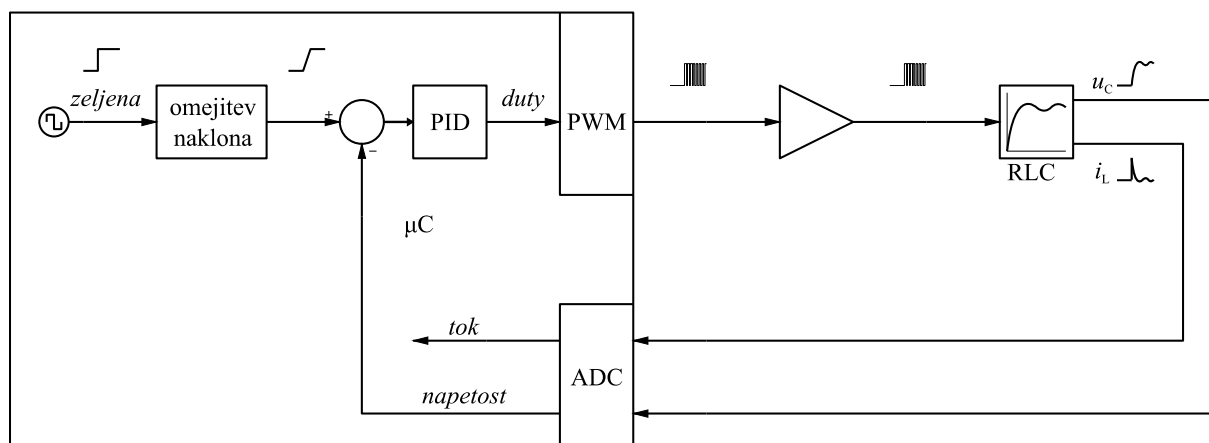 zeljena
omejitev
naklona
+
−
PID
duty
PWM
RLC
u_C
i_L
μC
tok
napetost
ADC